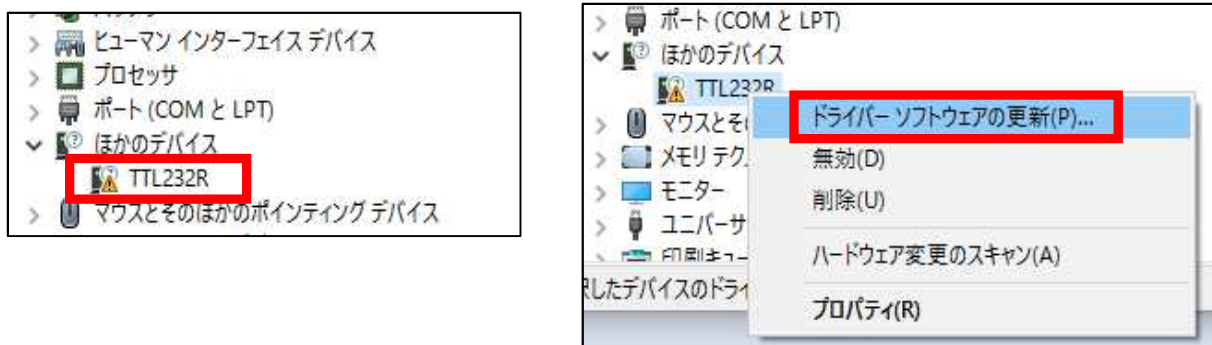 ヒューマン インターフェイス デバイス
プロセッサ
ポート (COM と LPT)
ほかのデバイス
TTL232R
マウスとそのほかのポインティング デバイス
ポート (COM と LPT)
ほかのデバイス
TTL232R
マウスとそ
メモリ テク
モニター
ユニバーサ
印刷キュー
したデバイスのドライ
ドライバー ソフトウェアの更新(P)...
無効(D)
削除(U)
ハードウェア変更のスキャン(A)
プロパティ(R)